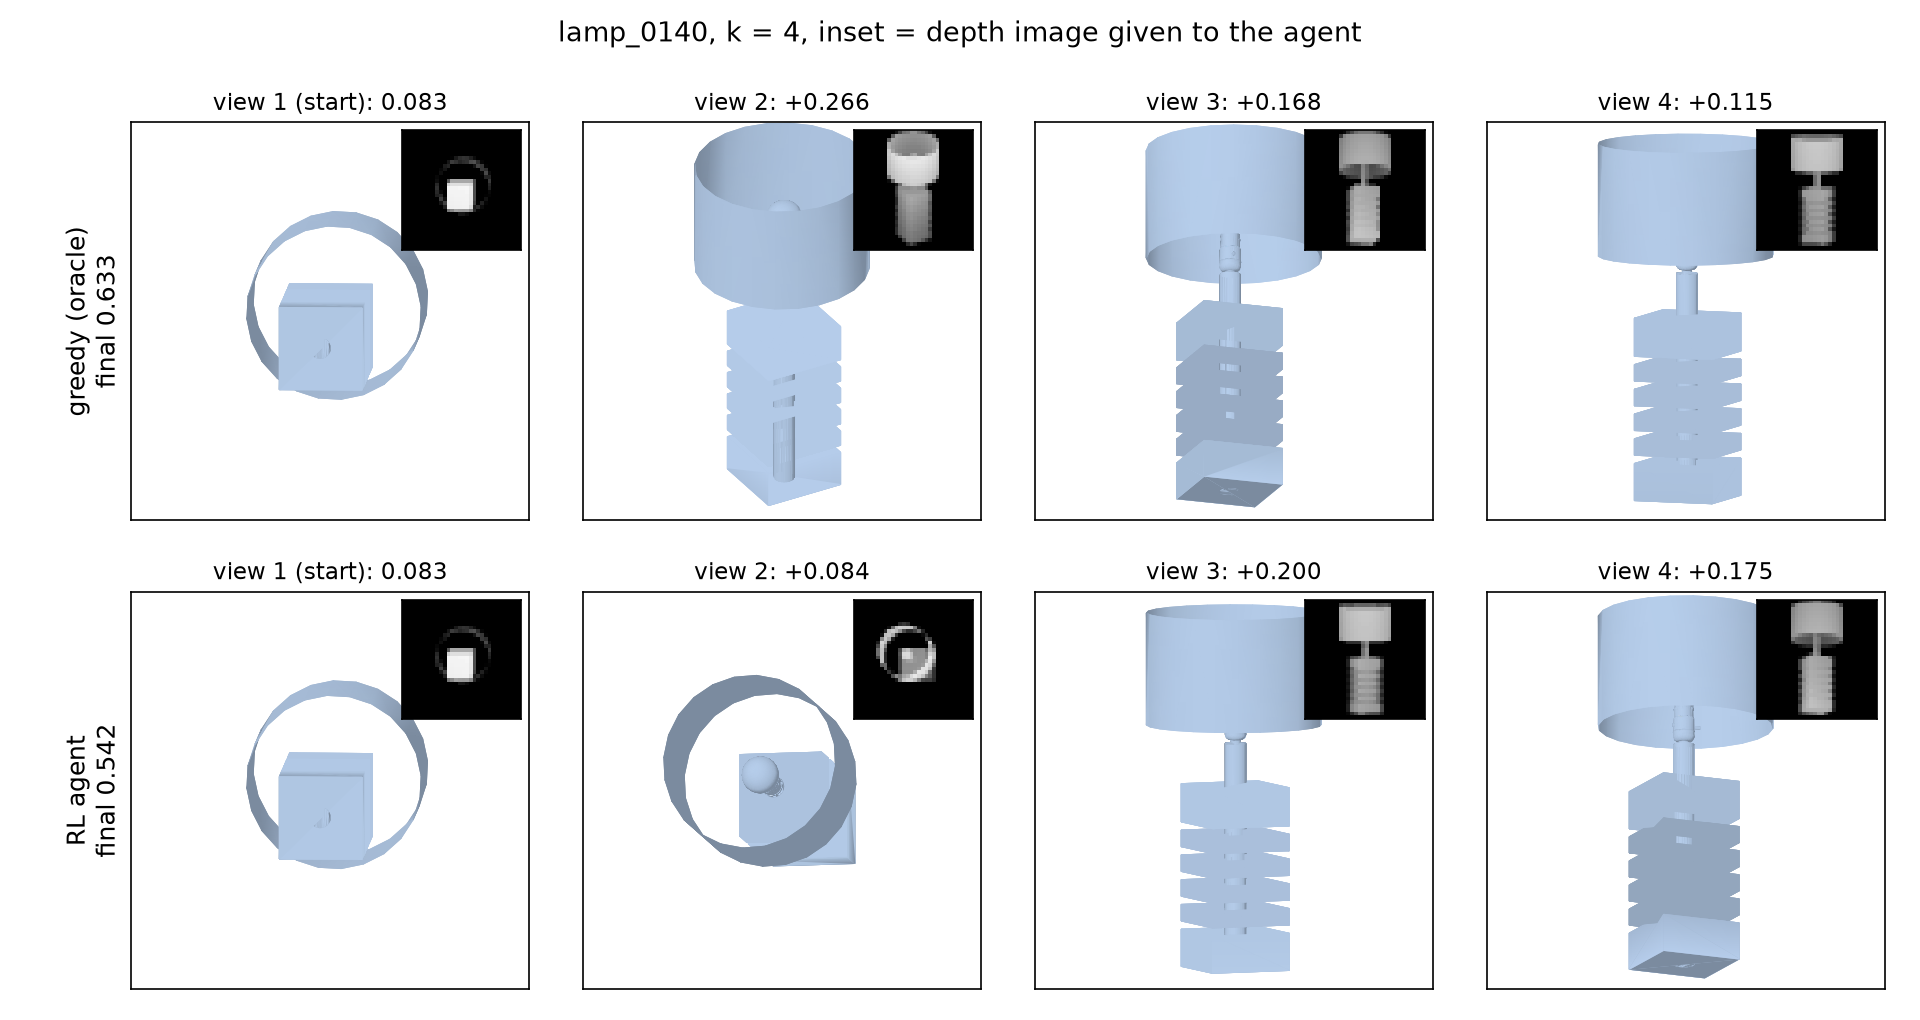 lamp_0140, k = 4, inset = depth image given to the agent
greedy (oracle)
final 0.633
view 1 (start): 0.083
view 2: +0.266
view 3: +0.168
view 4: +0.115
RL agent
final 0.542
view 1 (start): 0.083
view 2: +0.084
view 3: +0.200
view 4: +0.175